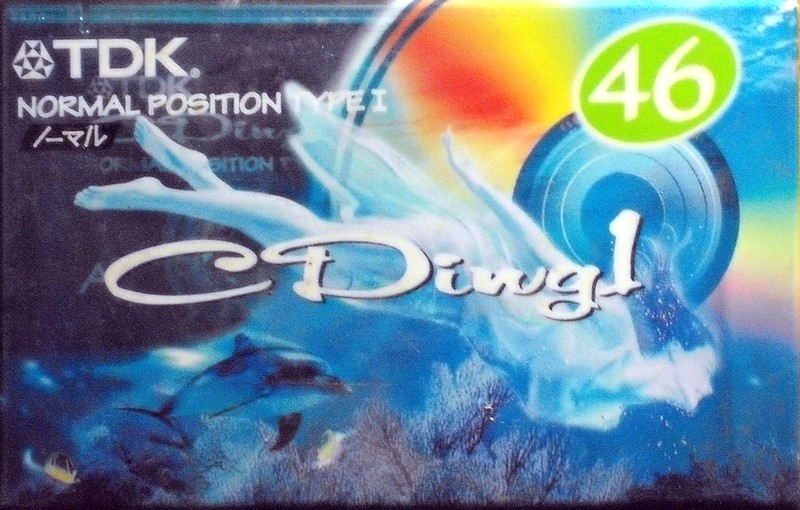 TDK®
46
NORMAL POSITION TYPE I
ノーマル
CDing1